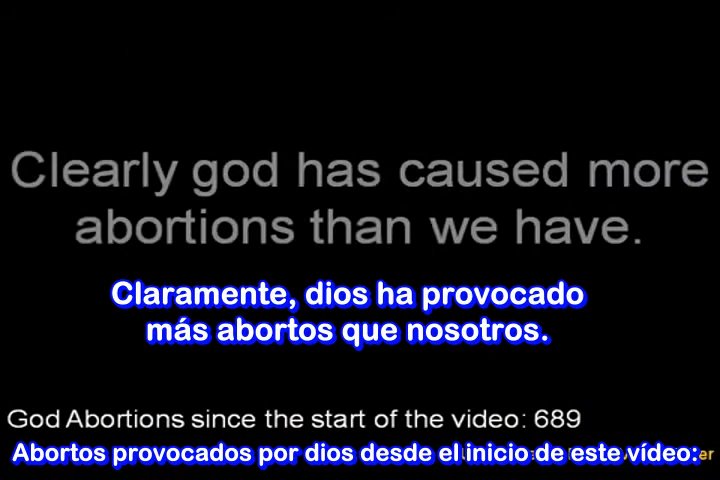 Clearly god has caused more
abortions than we have.
Claramente, dios ha provocado
más abortos que nosotros.
God Abortions since the start of the video: 689
Abortos provocados por dios desde el inicio de este vídeo: